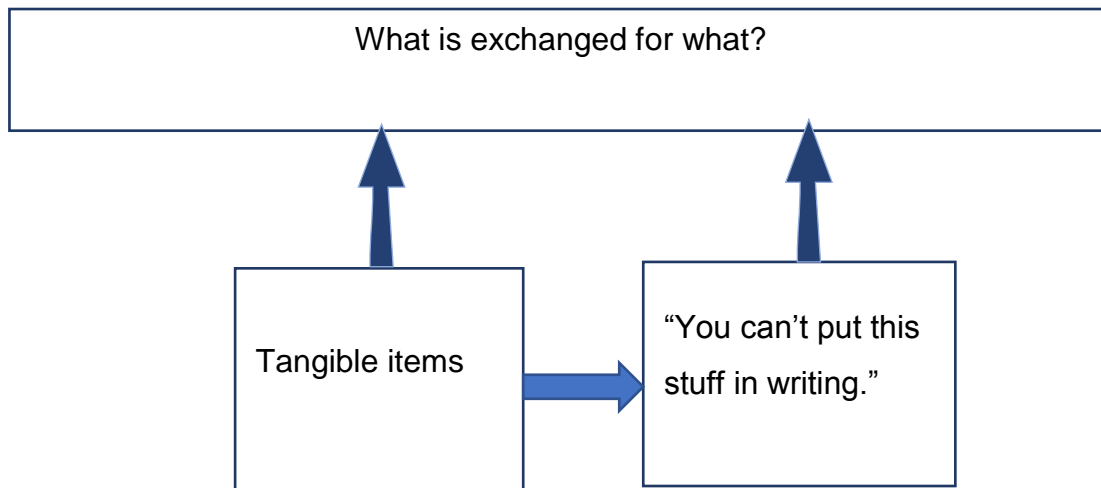 What is exchanged for what?
Tangible items
“You can’t put this
stuff in writing.”